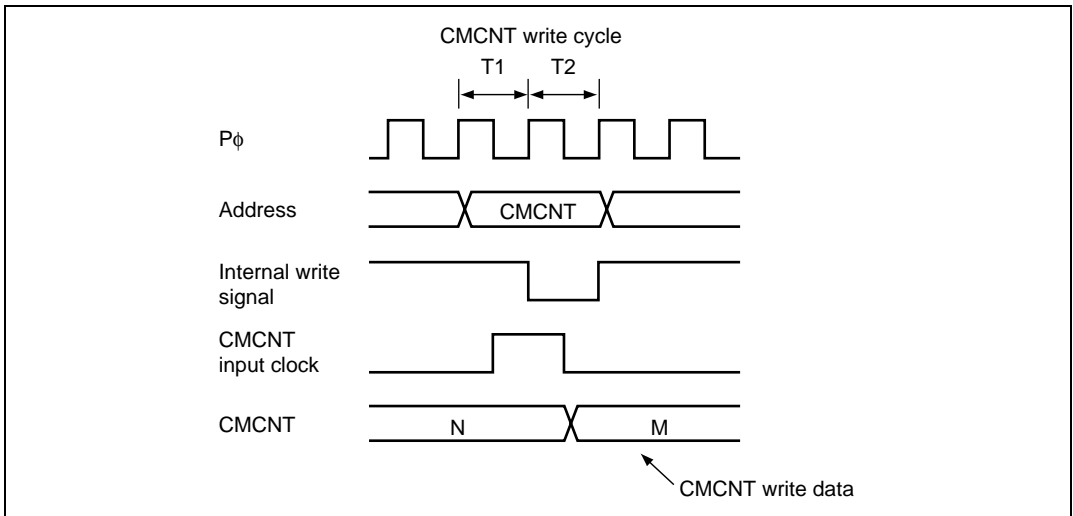 CMCNT write cycle
T1 T2
Pϕ
Address
CMCNT
Internal write
signal
CMCNT
input clock
CMCNT
N
M
CMCNT write data